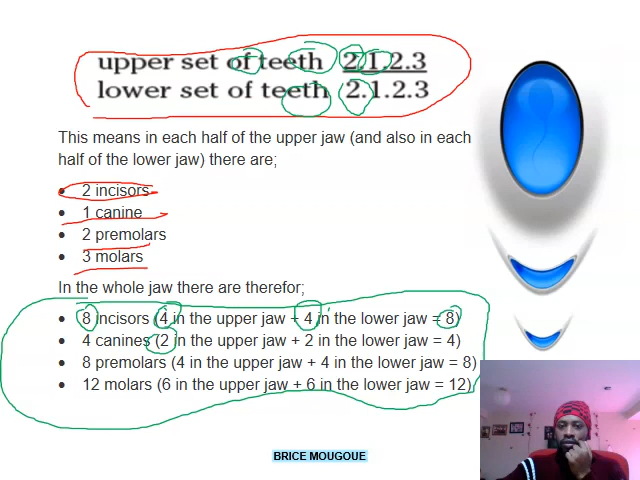 upper set of teeth 2.1.2.3
lower set of teeth 2.1.2.3
This means in each half of the upper jaw (and also in each
half of the lower jaw) there are;
• 2 incisors
• 1 canine
• 2 premolars
• 3 molars
In the whole jaw there are therefor;
• 8 incisors (4 in the upper jaw + 4 in the lower jaw = 8)
• 4 canines (2 in the upper jaw + 2 in the lower jaw = 4)
• 8 premolars (4 in the upper jaw + 4 in the lower jaw = 8)
• 12 molars (6 in the upper jaw + 6 in the lower jaw = 12)
BRICE MOUGOUE